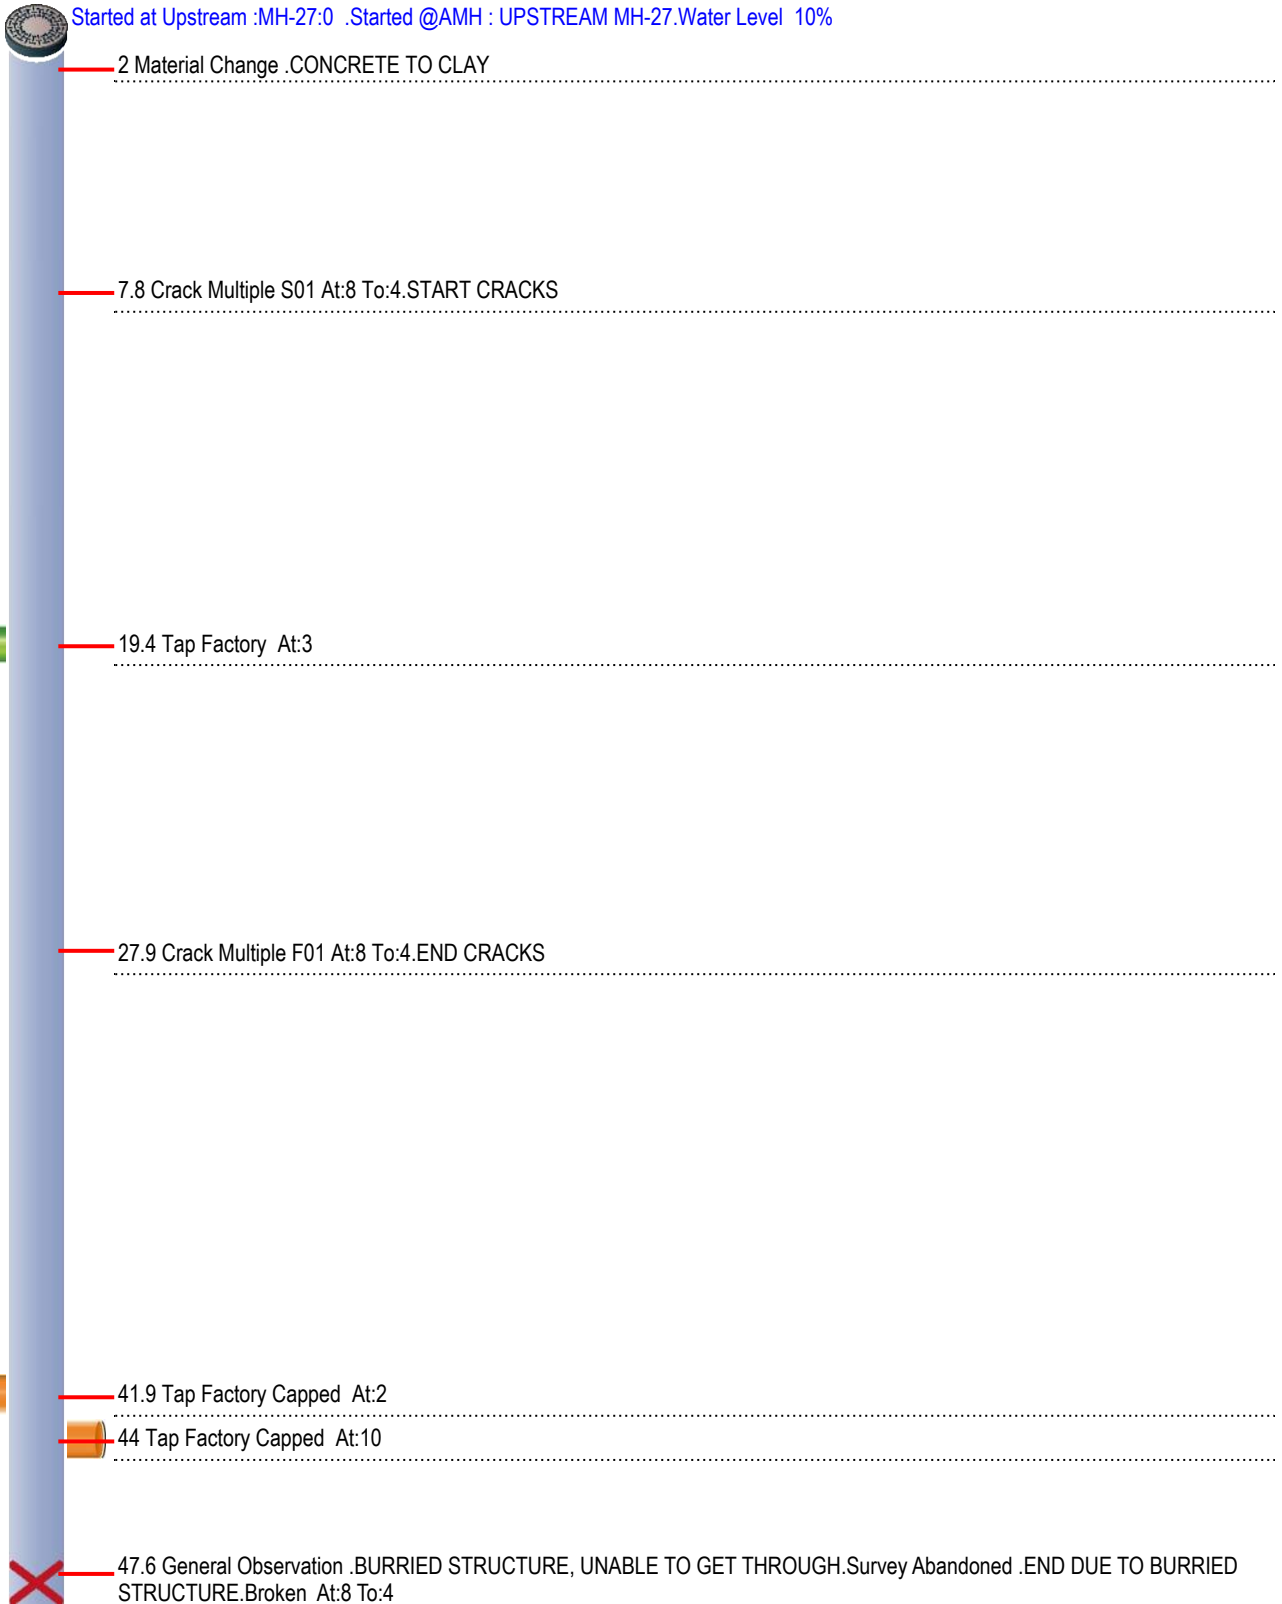 Started at Upstream :MH-27:0 .Started @AMH : UPSTREAM MH-27.Water Level 10%
2 Material Change .CONCRETE TO CLAY
7.8 Crack Multiple S01 At:8 To:4.START CRACKS
19.4 Tap Factory At:3
27.9 Crack Multiple F01 At:8 To:4.END CRACKS
41.9 Tap Factory Capped At:2
44 Tap Factory Capped At:10
47.6 General Observation .BURRIED STRUCTURE, UNABLE TO GET THROUGH.Survey Abandoned .END DUE TO BURRIED
STRUCTURE.Broken At:8 To:4